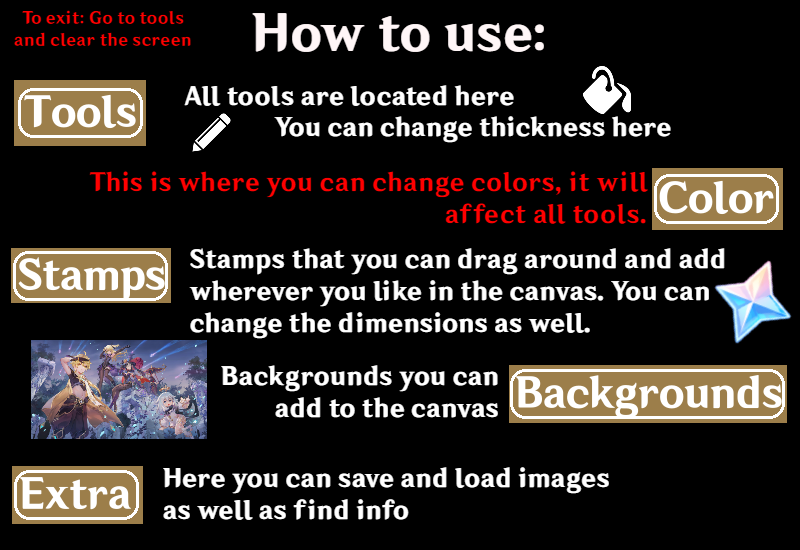 To exit: Go to tools
and clear the screen
How to use:
Tools
All tools are located here
You can change thickness here
This is where you can change colors, it will
affect all tools.
Color
Stamps
Stamps that you can drag around and add
wherever you like in the canvas. You can
change the dimensions as well.
Backgrounds you can
add to the canvas
Backgrounds
Extra
Here you can save and load images
as well as find info